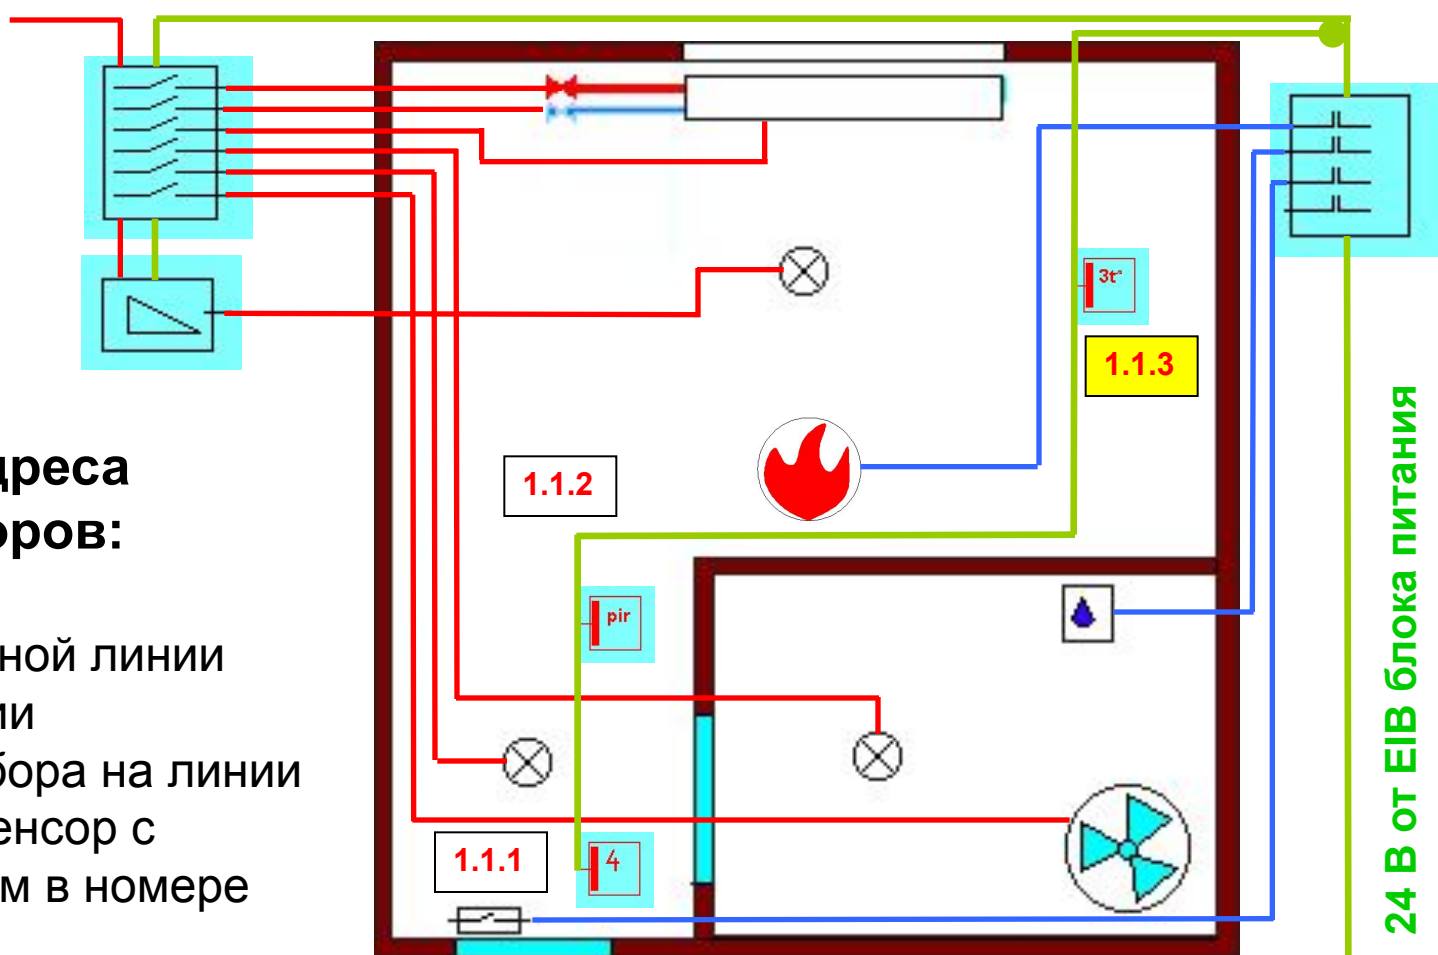 3t°
1.1.3
1.1.2
pir
1.1.1
4
дреса
оров:
ной линии
ии
бора на линии
енсор с
м в номере
24 В от EIB блока питания